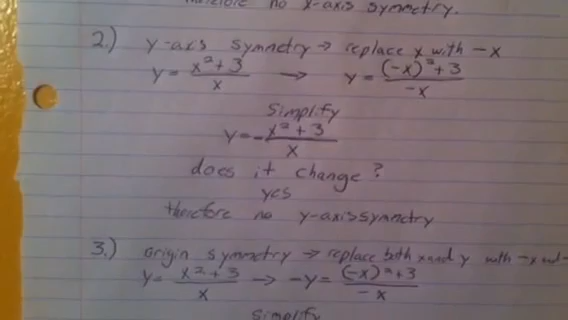 therefore no x-axis symmetry.
2.) y-axis symmetry → replace x with -x
y = x²+3/x → y = (-x)²+3/-x
Simplify
y = -x²+3/x
does it change?
yes
therefore no y-axis symmetry
3.) origin symmetry → replace both x and y with -x and -
y = x²+3/x → -y = (-x)²+3/-x
Simplify